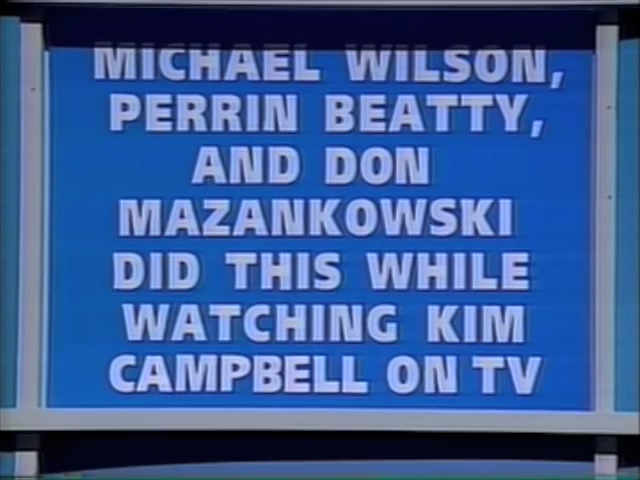 MICHAEL WILSON,
PERRIN BEATTY,
AND DON
MAZANKOWSKI
DID THIS WHILE
WATCHING KIM
CAMPBELL ON TV